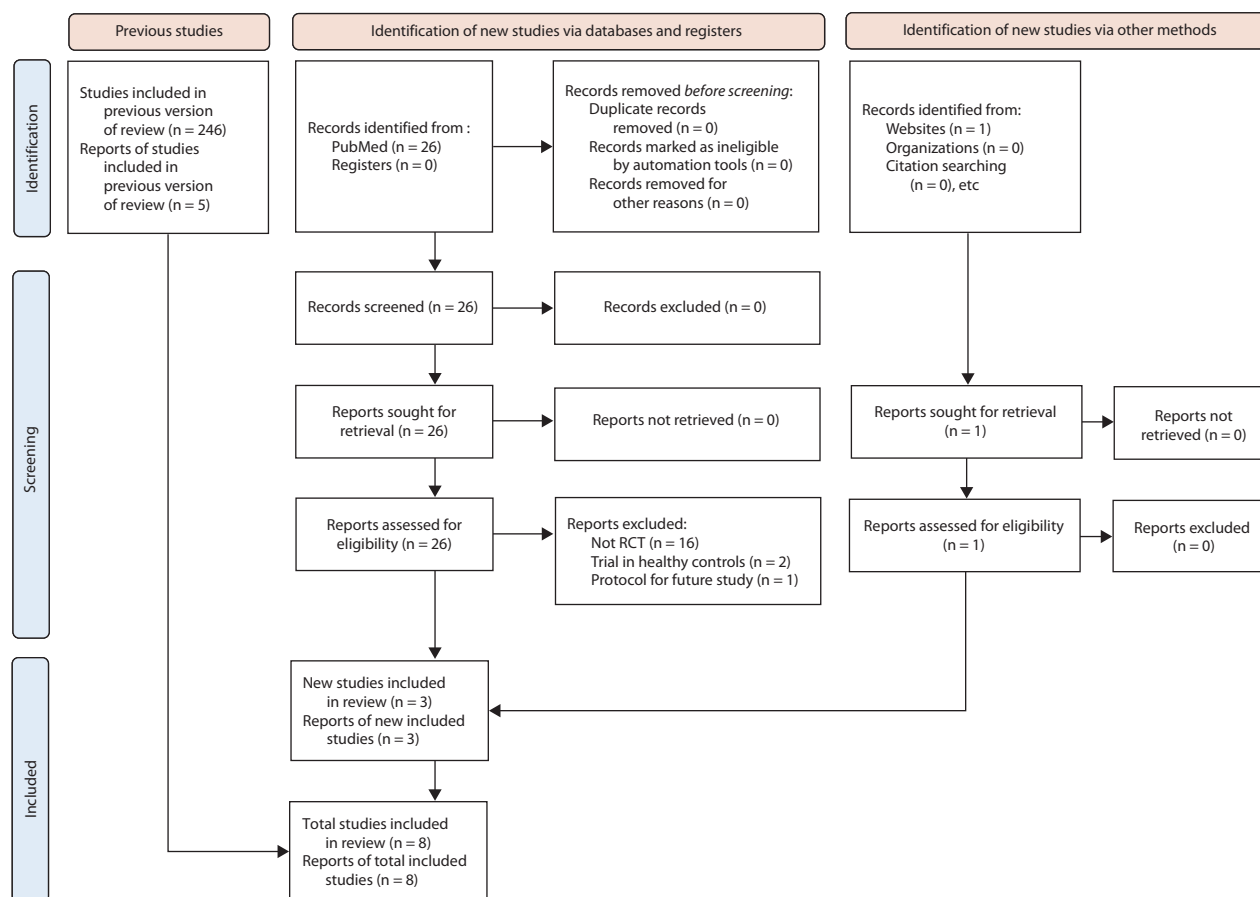 Previous studies
Identification of new studies via databases and registers
Identification of new studies via other methods
Identification
Studies included in
previous version
of review (n = 246)
Reports of studies
included in
previous version
of review (n = 5)
Records identified from :
PubMed (n = 26)
Registers (n = 0)
Records removed before screening:
Duplicate records
removed (n = 0)
Records marked as ineligible
by automation tools (n = 0)
Records removed for
other reasons (n = 0)
Records identified from:
Websites (n = 1)
Organizations (n = 0)
Citation searching
(n = 0), etc
Screening
Records screened (n = 26)
Records excluded (n = 0)
Reports sought for
retrieval (n = 26)
Reports not retrieved (n = 0)
Reports sought for retrieval
(n = 1)
Reports not
retrieved (n = 0)
Reports assessed for
eligibility (n = 26)
Reports excluded:
Not RCT (n = 16)
Trial in healthy controls (n = 2)
Protocol for future study (n = 1)
Reports assessed for eligibility
(n = 1)
Reports excluded
(n = 0)
Included
New studies included
in review (n = 3)
Reports of new included
studies (n = 3)
Total studies included
in review (n = 8)
Reports of total included
studies (n = 8)